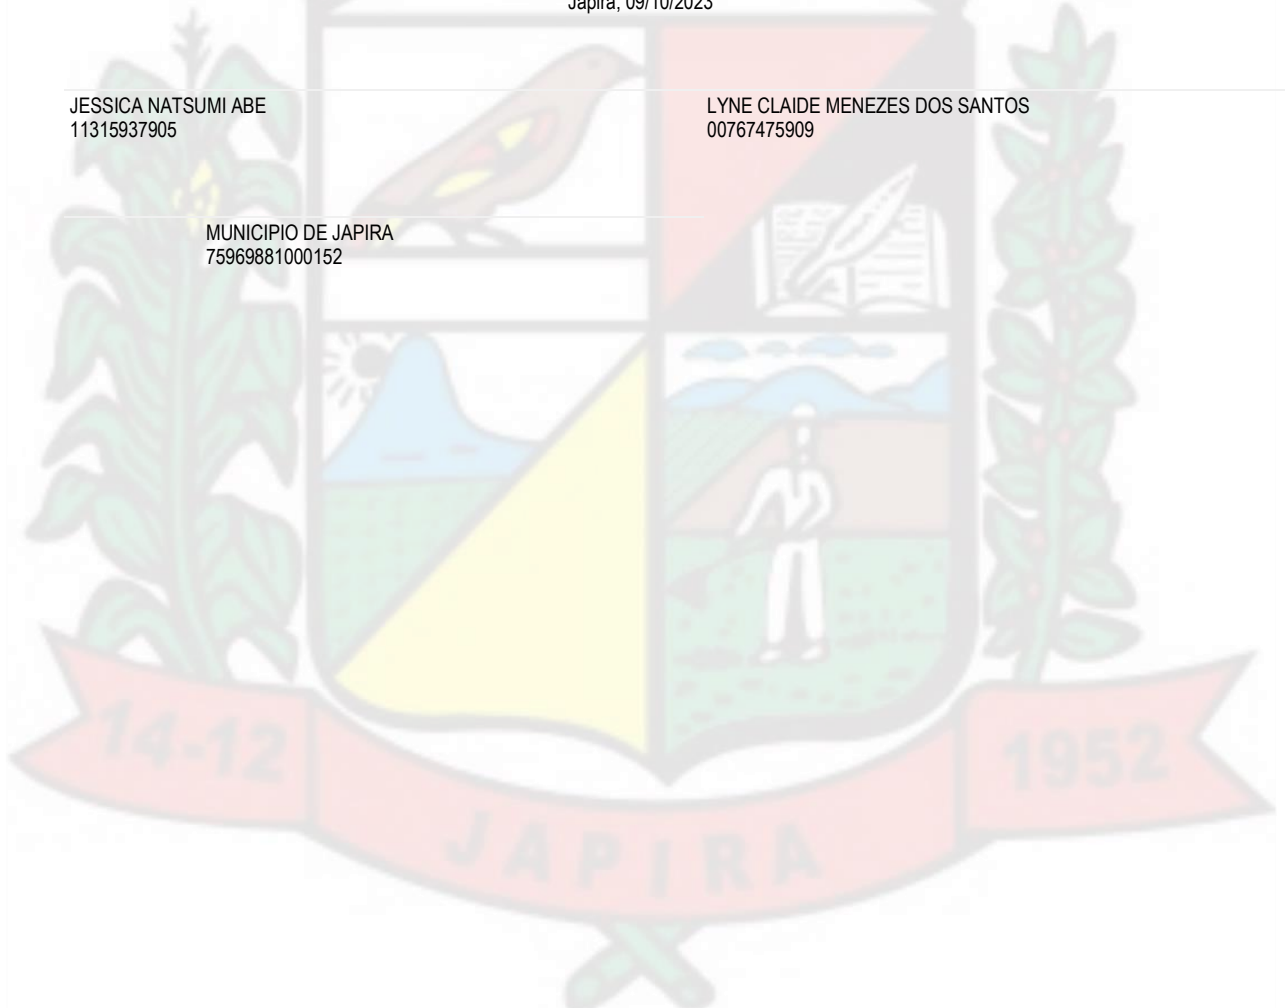 Japira, 09/10/2023
JESSICA NATSUMI ABE
11315937905
LYNE CLAIDE MENEZES DOS SANTOS
00767475909
MUNICIPIO DE JAPIRA
75969881000152
14-12
1952
JAPIRA